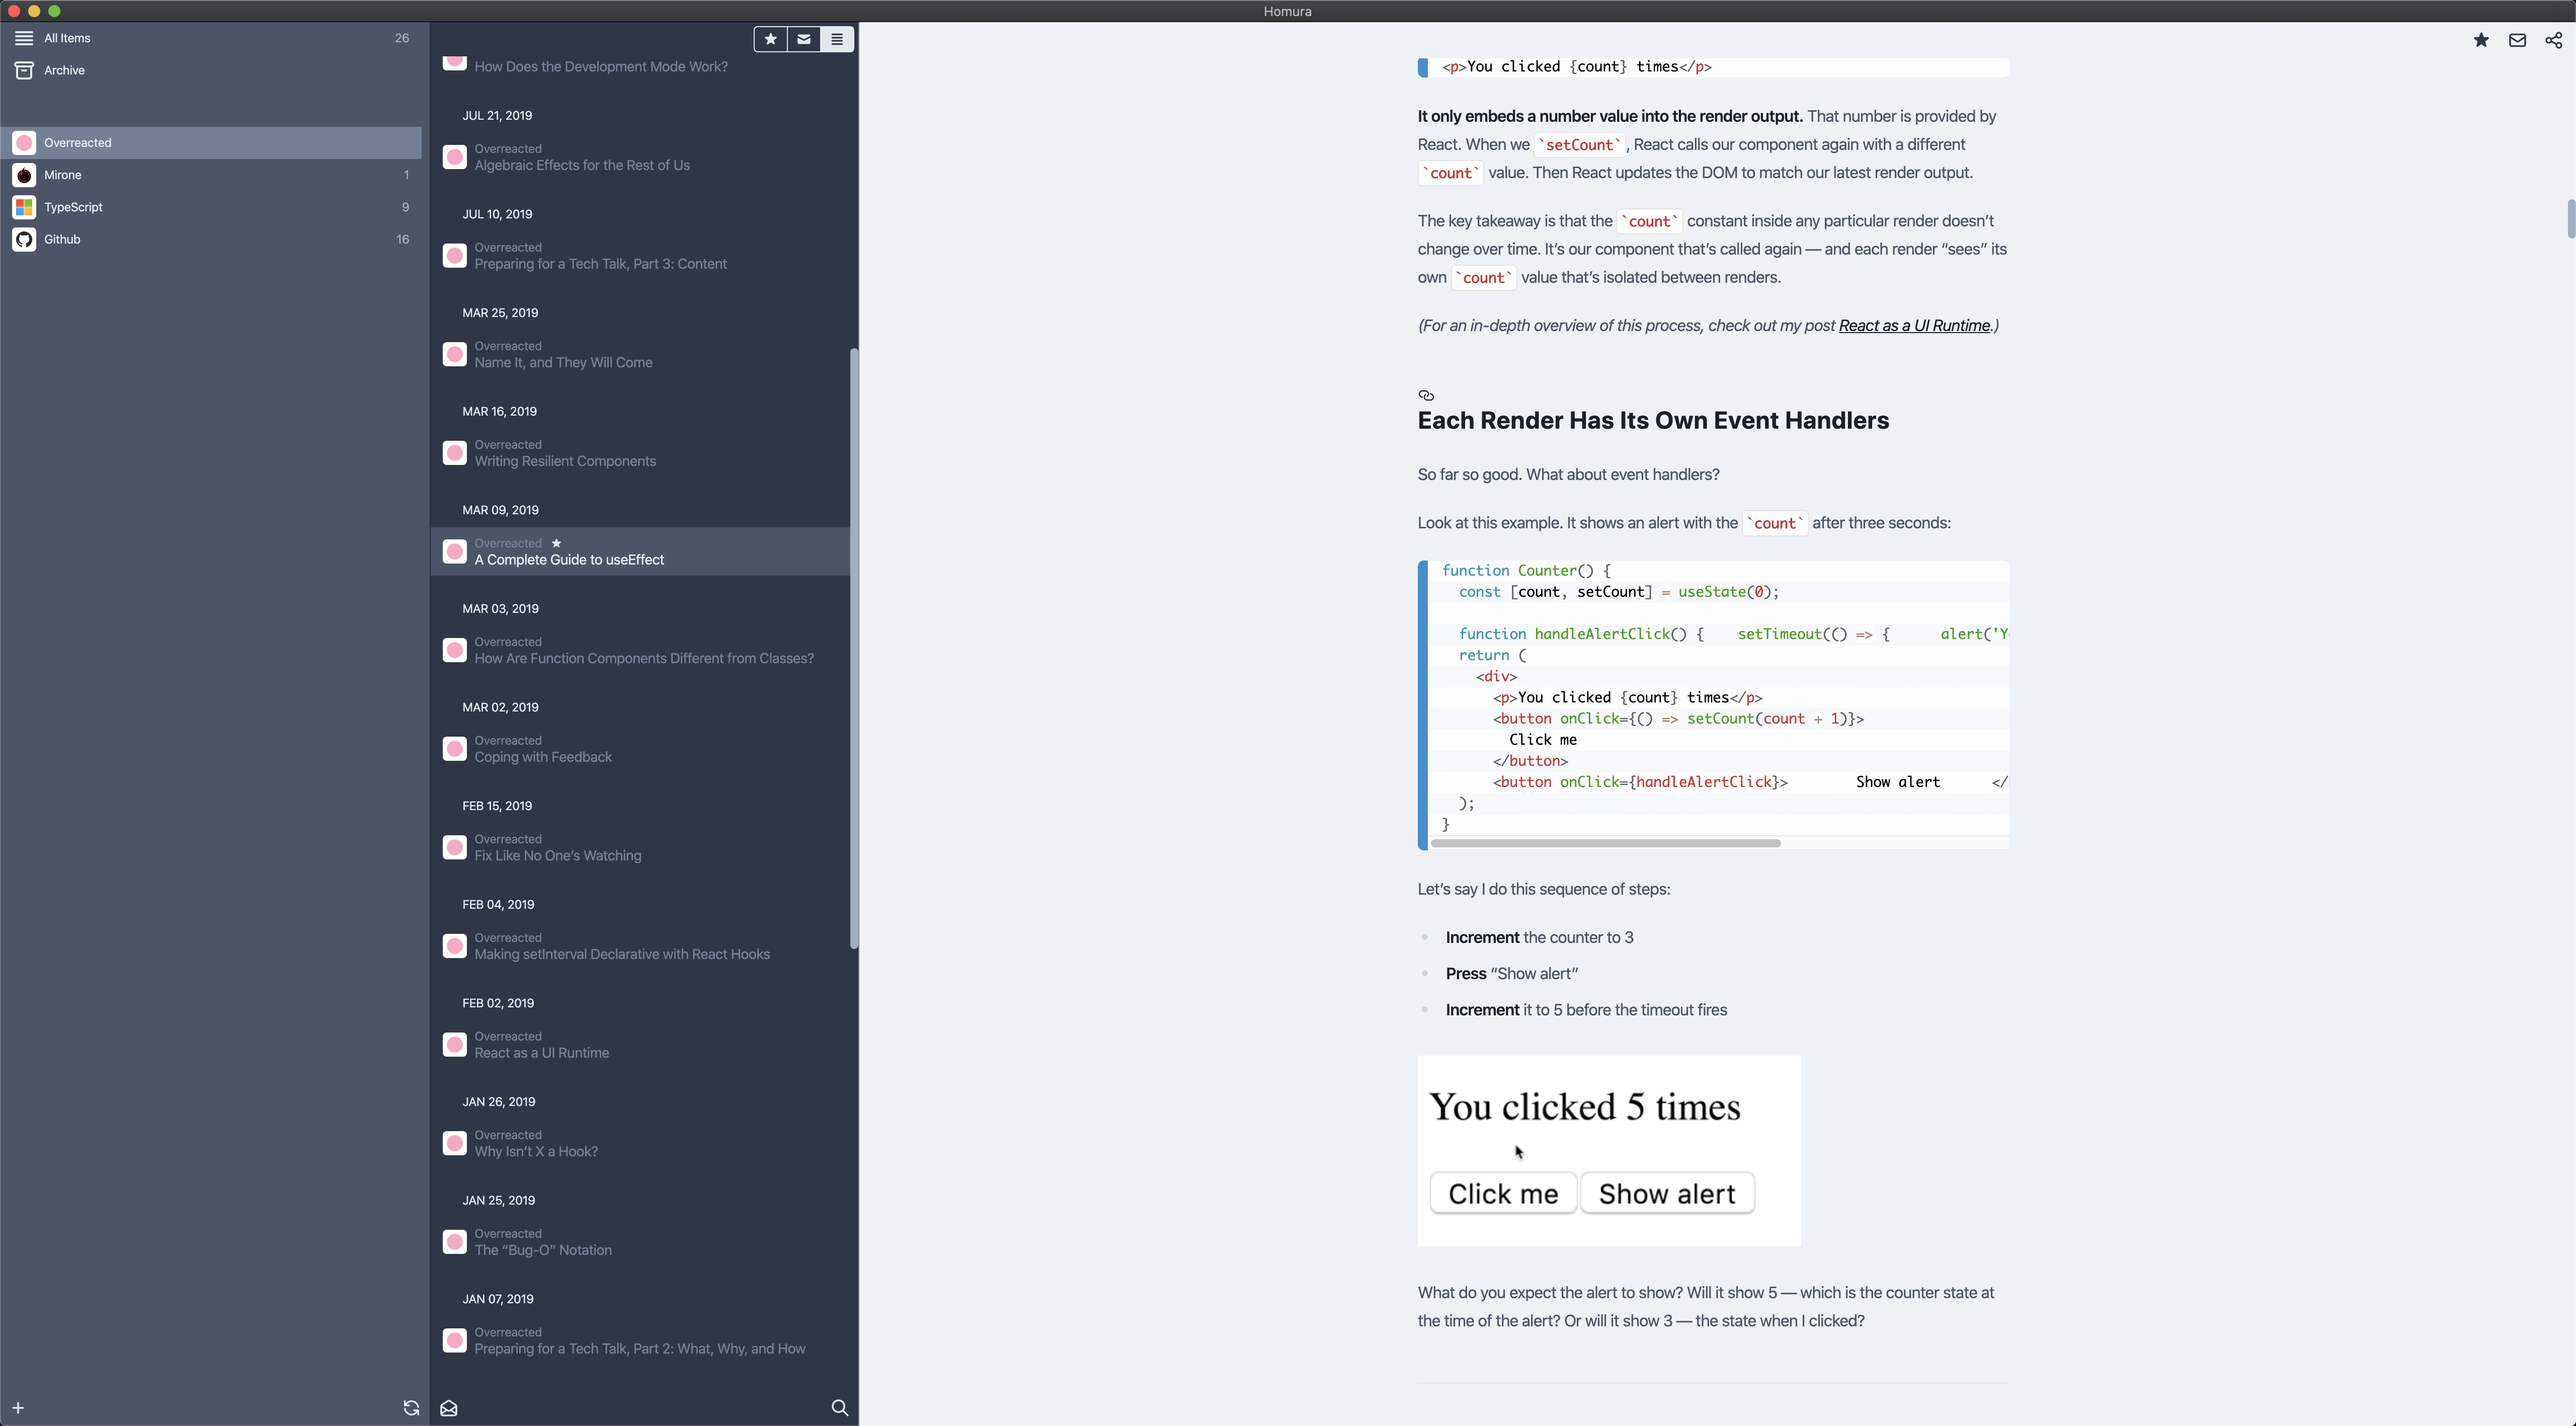 Homura
All Items 26
Archive
Overreacted
Mirone 1
TypeScript 9
Github 16
How Does the Development Mode Work?
JUL 21, 2019
Overreacted
Algebraic Effects for the Rest of Us
JUL 10, 2019
Overreacted
Preparing for a Tech Talk, Part 3: Content
MAR 25, 2019
Overreacted
Name It, and They Will Come
MAR 16, 2019
Overreacted
Writing Resilient Components
MAR 09, 2019
Overreacted
A Complete Guide to useEffect
MAR 03, 2019
Overreacted
How Are Function Components Different from Classes?
MAR 02, 2019
Overreacted
Coping with Feedback
FEB 15, 2019
Overreacted
Fix Like No One’s Watching
FEB 04, 2019
Overreacted
Making setInterval Declarative with React Hooks
FEB 02, 2019
Overreacted
React as a UI Runtime
JAN 26, 2019
Overreacted
Why Isn’t X a Hook?
JAN 25, 2019
Overreacted
The “Bug-O” Notation
JAN 07, 2019
Overreacted
Preparing for a Tech Talk, Part 2: What, Why, and How
<p>You clicked {count} times</p>
It only embeds a number value into the render output. That number is provided by
React. When we `setCount`, React calls our component again with a different
`count` value. Then React updates the DOM to match our latest render output.
The key takeaway is that the `count` constant inside any particular render doesn’t
change over time. It’s our component that’s called again — and each render “sees” its
own `count` value that’s isolated between renders.
(For an in-depth overview of this process, check out my post React as a UI Runtime.)
Each Render Has Its Own Event Handlers
So far so good. What about event handlers?
Look at this example. It shows an alert with the `count` after three seconds:
function Counter() {
const [count, setCount] = useState(0);
function handleAlertClick() { setTimeout(() => { alert('Y
return (
<div>
<p>You clicked {count} times</p>
<button onClick={() => setCount(count + 1)}>
Click me
</button>
<button onClick={handleAlertClick}> Show alert </
);
}
Let’s say I do this sequence of steps:
Increment the counter to 3
Press “Show alert”
Increment it to 5 before the timeout fires
You clicked 5 times
Click me Show alert
What do you expect the alert to show? Will it show 5 — which is the counter state at
the time of the alert? Or will it show 3 — the state when I clicked?